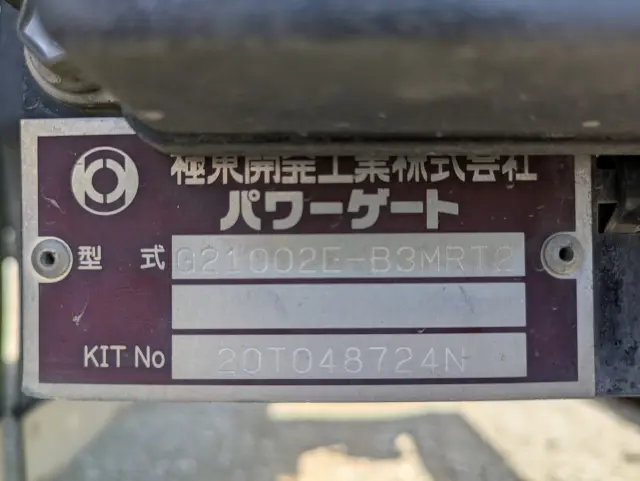 極東開発工業株式会社
パワーゲート
型 式 G21002E-B3MRT2
KIT No 20T048724N